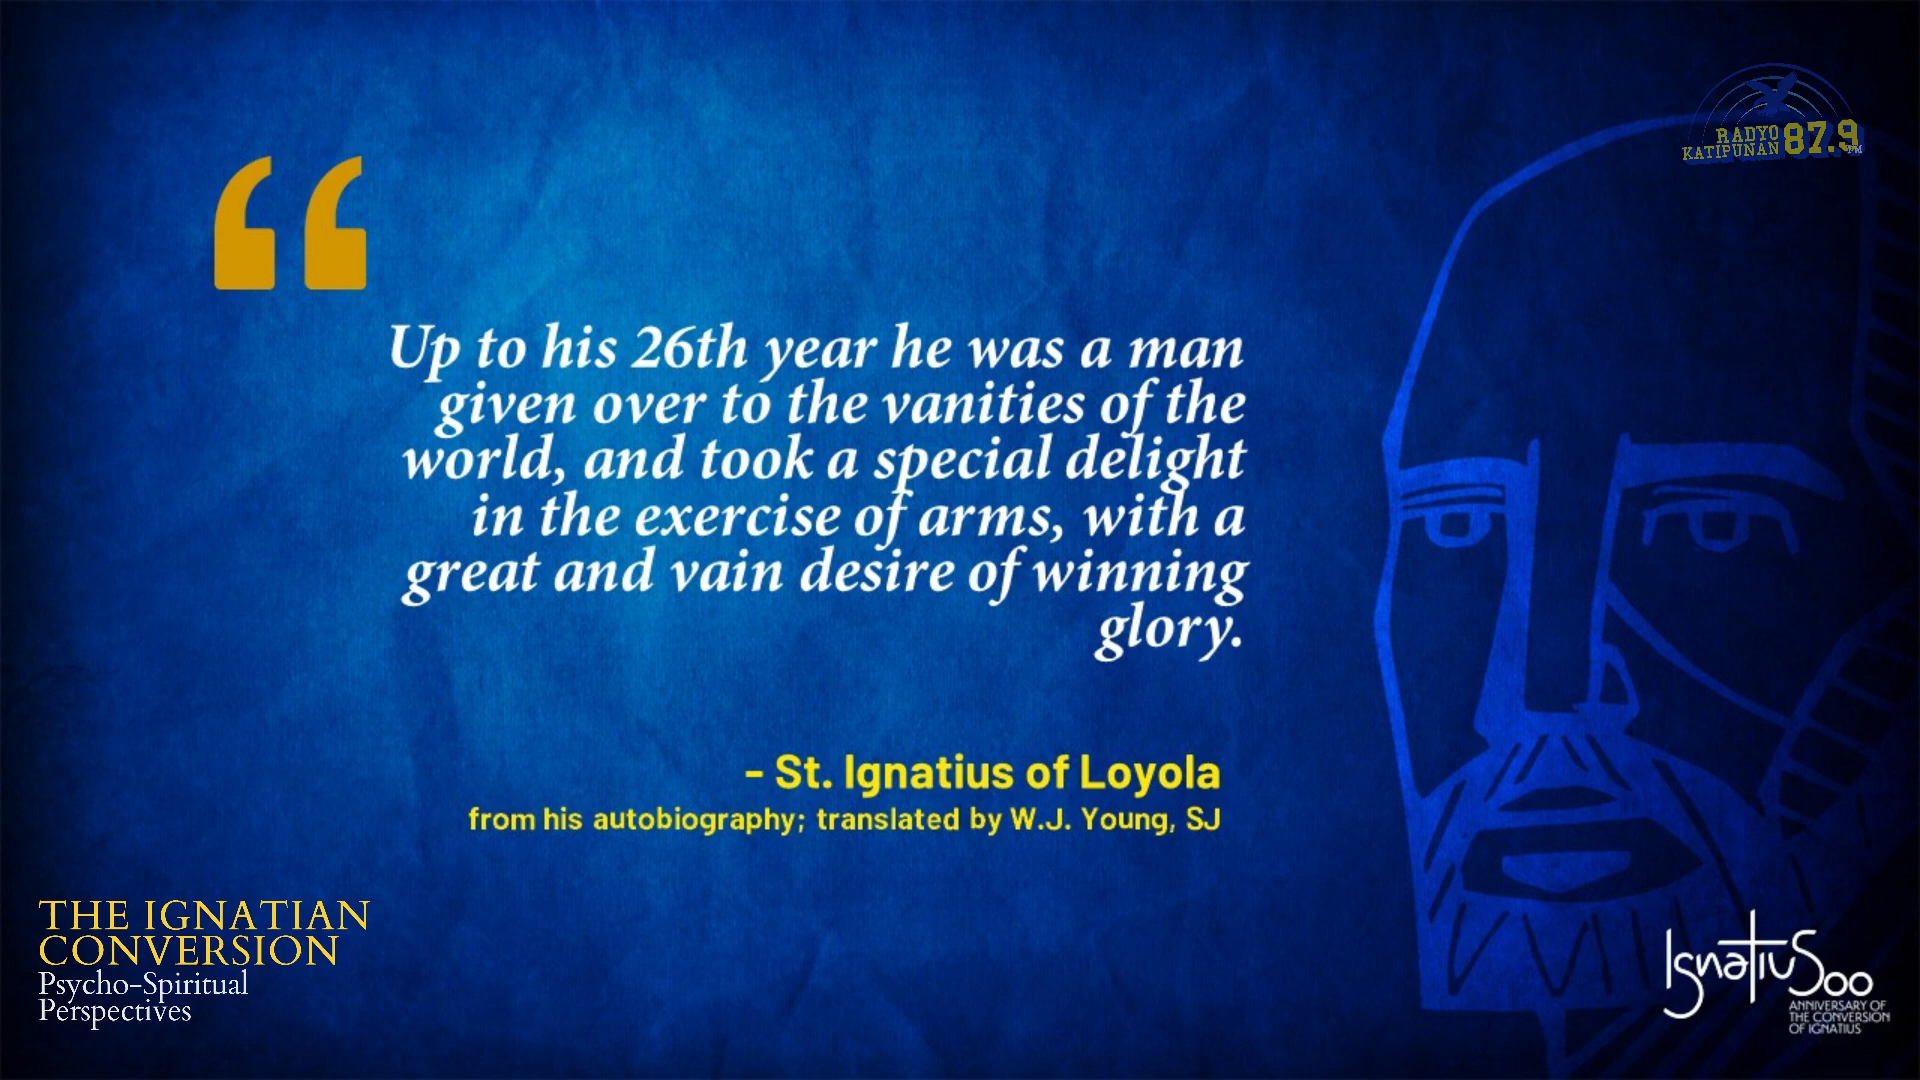 RADYO
KATIPUNAN 87.9
FM
“
Up to his 26th year he was a man
given over to the vanities of the
world, and took a special delight
in the exercise of arms, with a
great and vain desire of winning
glory.
- St. Ignatius of Loyola
from his autobiography; translated by W.J. Young, SJ
THE IGNATIAN
CONVERSION
Psycho-Spiritual
Perspectives
Ignatius500
ANNIVERSARY OF
THE CONVERSION
OF IGNATIUS